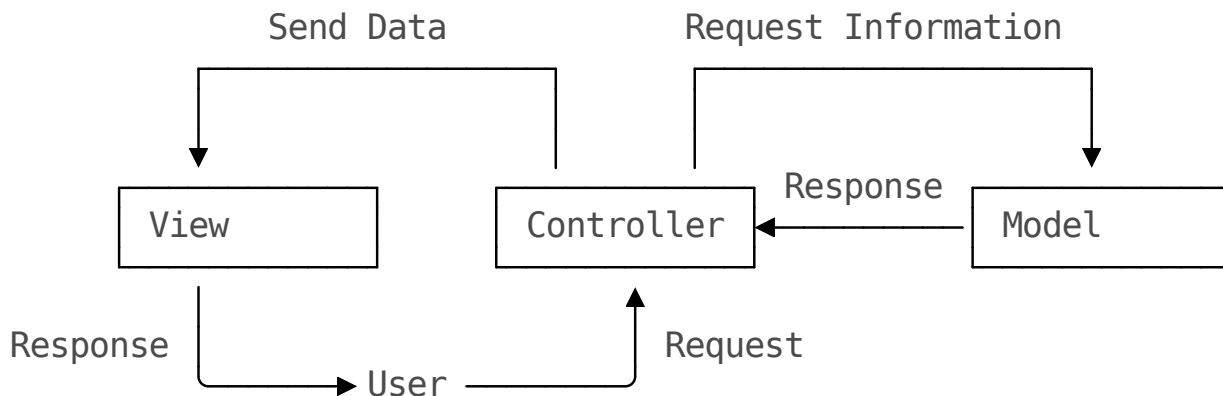 Send Data
Request Information
Response
View
Controller
Model
Response
Request
User